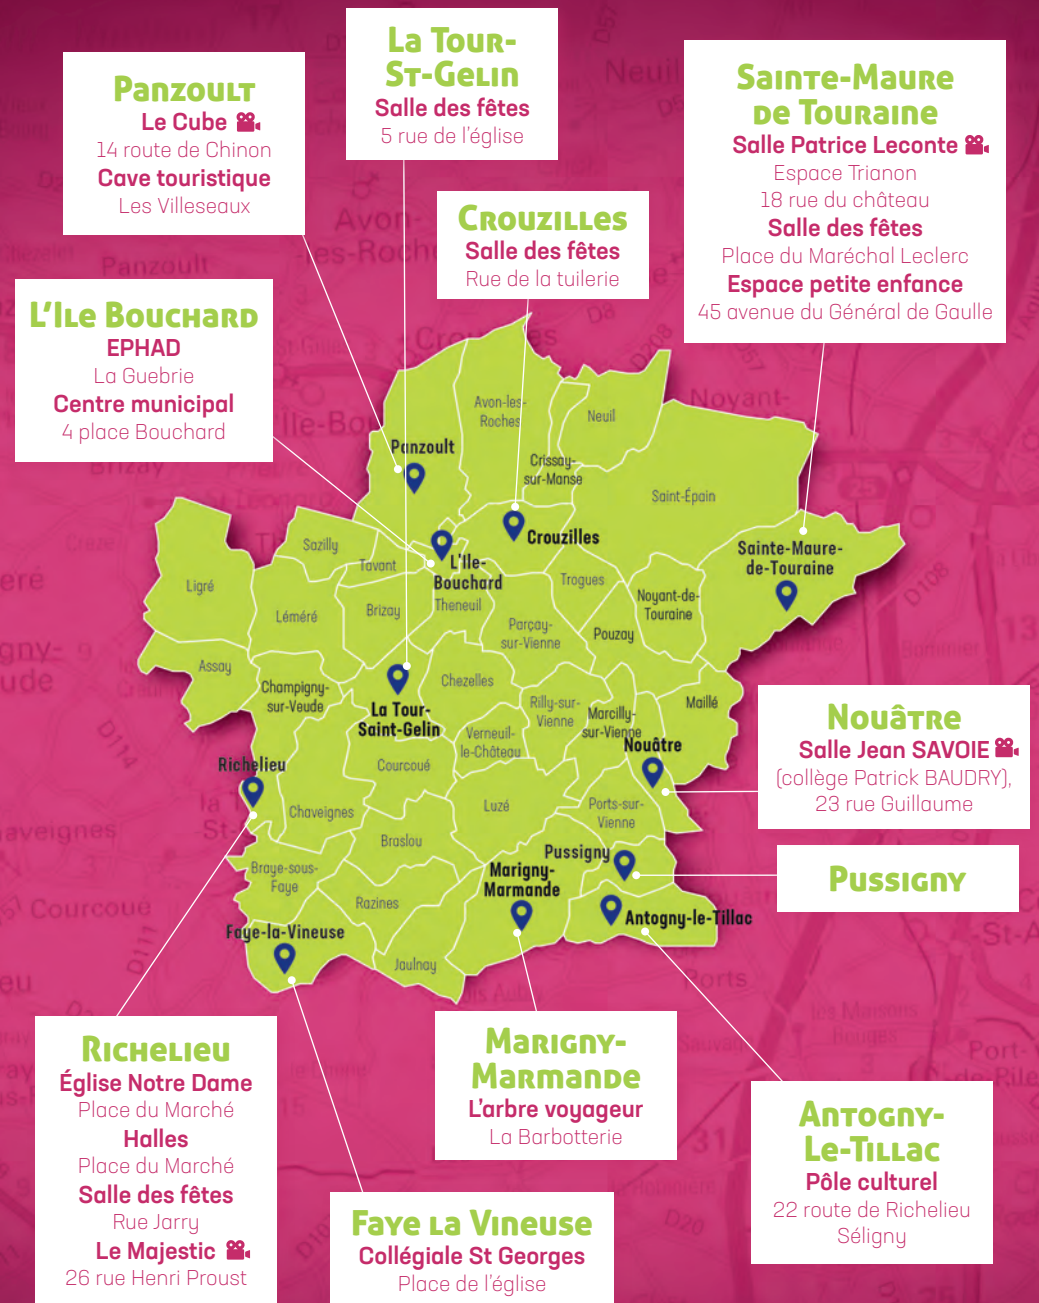 La Tour-
St-Gelin
Salle des fêtes
5 rue de l'église
Panzoult
Le Cube
14 route de Chinon
Cave touristique
Les Villeseaux
Sainte-Maure
de Touraine
Salle Patrice Leconte
Espace Trianon
18 rue du château
Salle des fêtes
Place du Maréchal Leclerc
Espace petite enfance
45 avenue du Général de Gaulle
Crouzilles
Salle des fêtes
Rue de la tuilerie
L'Ile Bouchard
EPHAD
La Guebrie
Centre municipal
4 place Bouchard
Avon-les-
Roches
Neuil
Panzoult
Crissay-
sur-Manse
Saint-Épain
Crouzilles
Sazilly
Tavant
L'Ile-
Bouchard
Sainte-Maure-
de-Touraine
Ligré
Léméré
Brizay
Theneuil
Trogues
Noyant-de-
Touraine
Parçay-
sur-Vienne
Pouzay
Assay
Champigny-
sur-Veude
Chezelles
La Tour-
Saint-Gelin
Rilly-sur-
Vienne
Marcilly-
sur-Vienne
Maillé
Verneuil-
le-Château
Nouâtre
Richelieu
Courcoué
Chaveignes
Luzé
Ports-sur-
Vienne
Braslou
Pussigny
Braye-sous-
Faye
Marigny-
Marmande
Razines
Antogny-le-Tillac
Faye-la-Vineuse
Jaulnay
Nouâtre
Salle Jean SAVOIE
(collège Patrick BAUDRY),
23 rue Guillaume
Pussigny
Richelieu
Église Notre Dame
Place du Marché
Halles
Place du Marché
Salle des fêtes
Rue Jarry
Le Majestic
26 rue Henri Proust
Marigny-
Marmande
L'arbre voyageur
La Barbotterie
Antogny-
Le-Tillac
Pôle culturel
22 route de Richelieu
Séligny
Faye la Vineuse
Collégiale St Georges
Place de l'église